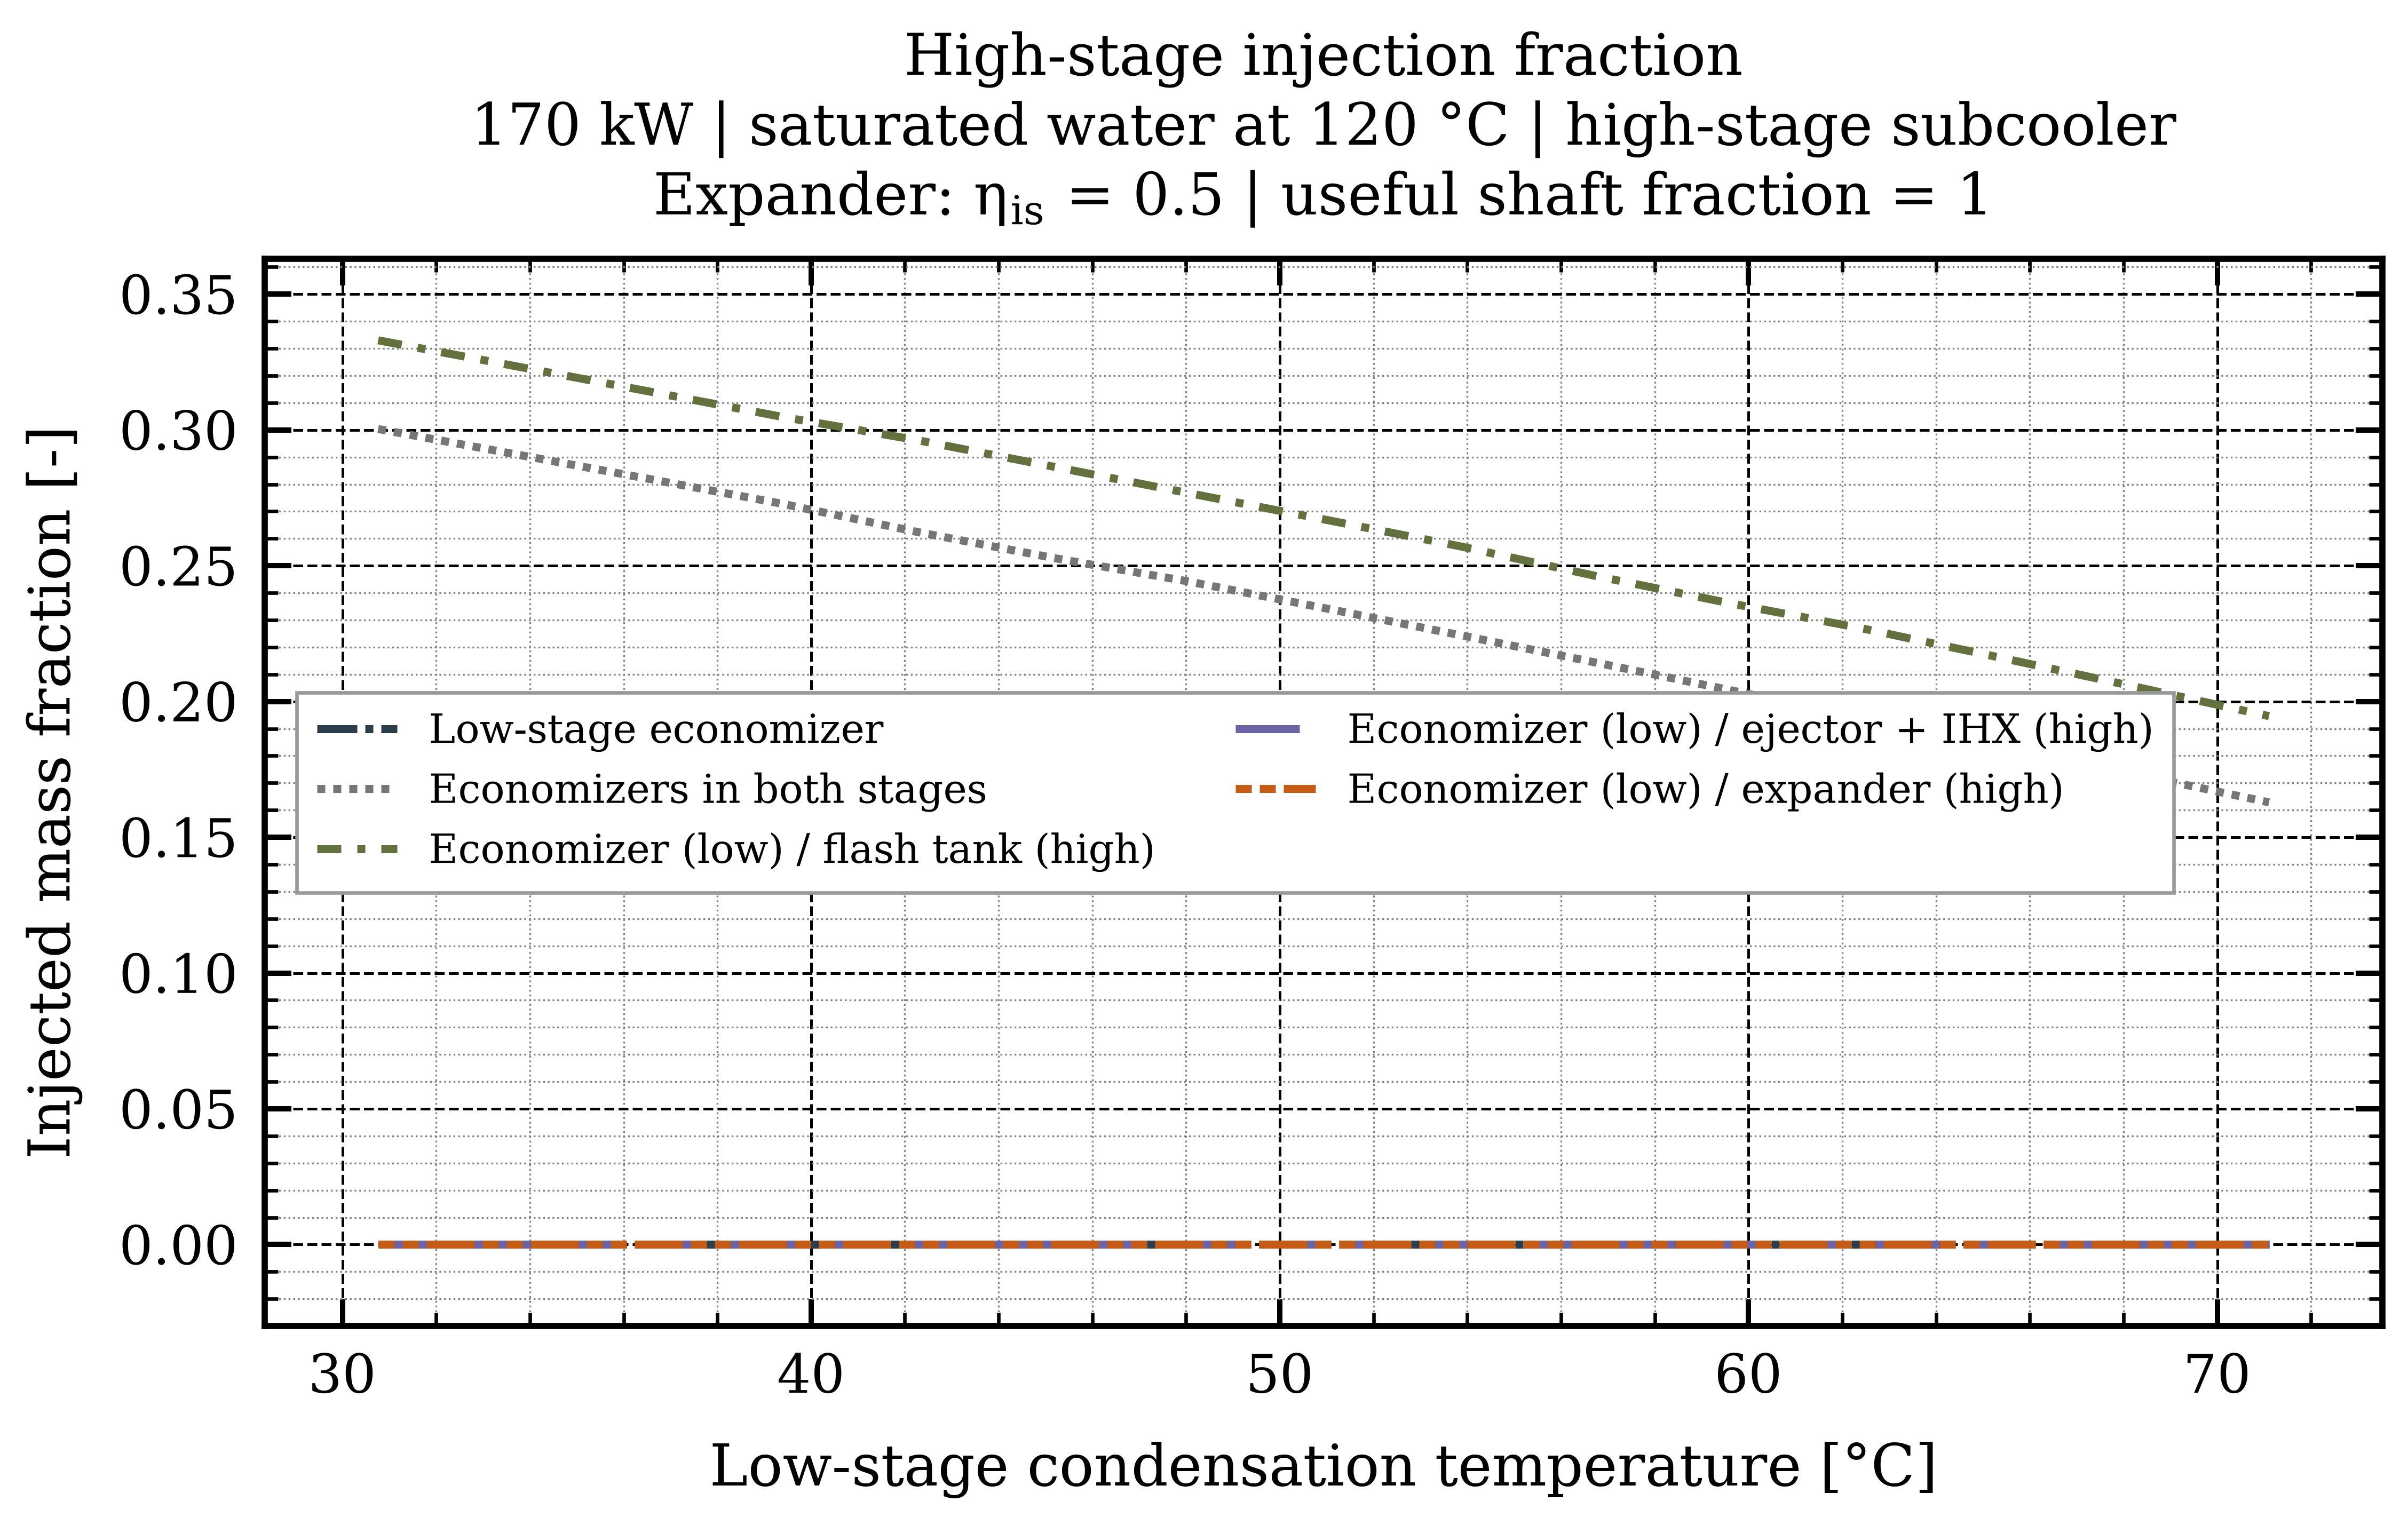 High-stage injection fraction
170 kW | saturated water at 120 °C | high-stage subcooler
Expander: ηis = 0.5 | useful shaft fraction = 1
Injected mass fraction [-]
0.35
0.30
0.25
0.20
0.15
0.10
0.05
0.00
Low-stage economizer
Economizers in both stages
Economizer (low) / flash tank (high)
Economizer (low) / ejector + IHX (high)
Economizer (low) / expander (high)
30 40 50 60 70
Low-stage condensation temperature [°C]